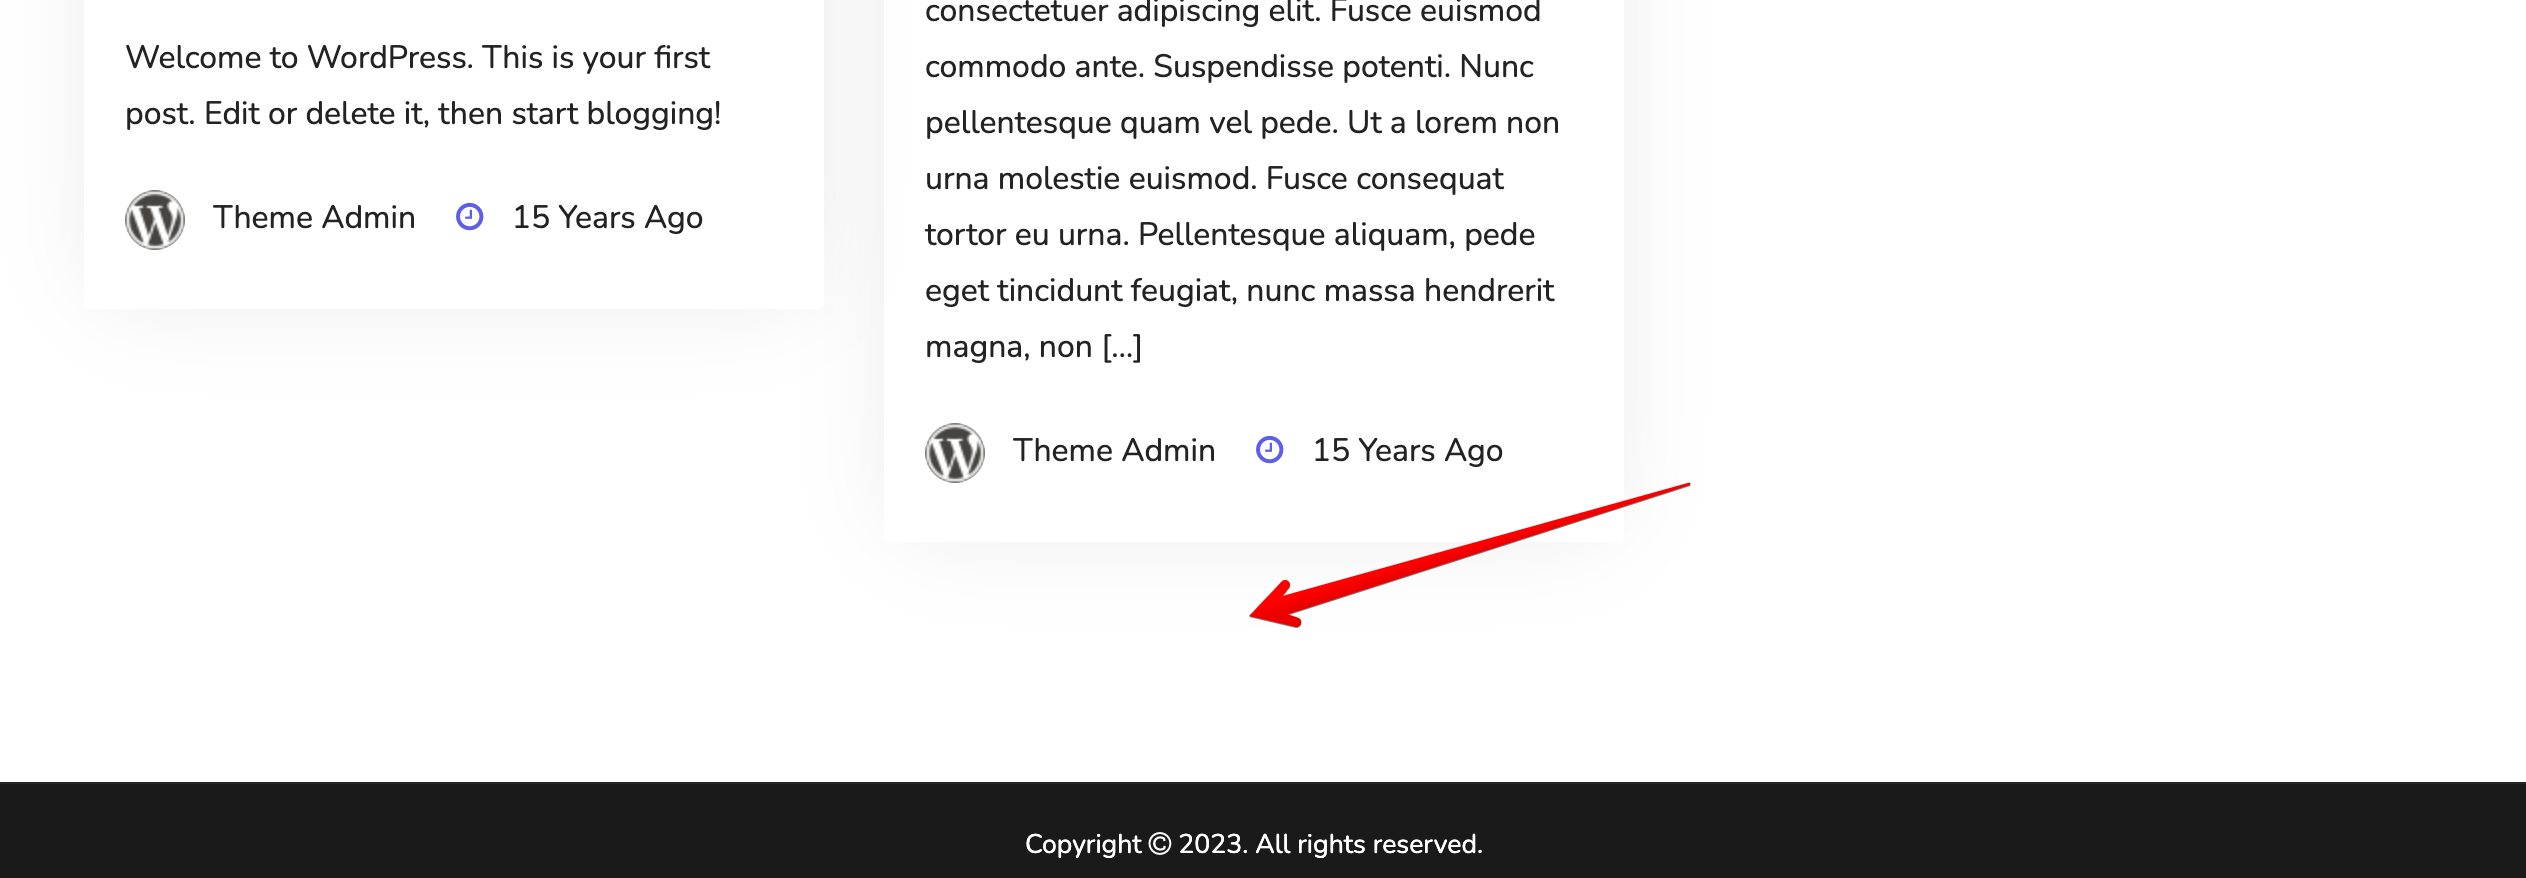 Welcome to WordPress. This is your first
post. Edit or delete it, then start blogging!
Theme Admin 15 Years Ago
consectetuer adipiscing elit. Fusce euismod
commodo ante. Suspendisse potenti. Nunc
pellentesque quam vel pede. Ut a lorem non
urna molestie euismod. Fusce consequat
tortor eu urna. Pellentesque aliquam, pede
eget tincidunt feugiat, nunc massa hendrerit
magna, non [...]
Theme Admin 15 Years Ago
Copyright © 2023. All rights reserved.